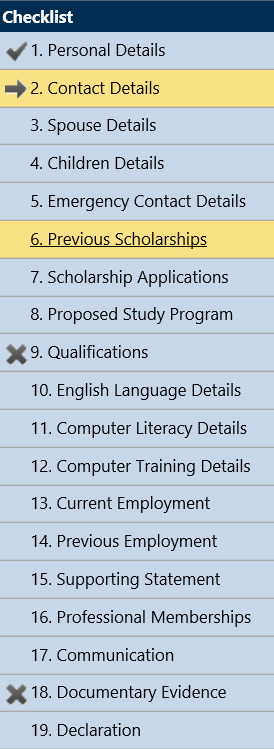 Checklist
1. Personal Details
2. Contact Details
3. Spouse Details
4. Children Details
5. Emergency Contact Details
6. Previous Scholarships
7. Scholarship Applications
8. Proposed Study Program
9. Qualifications
10. English Language Details
11. Computer Literacy Details
12. Computer Training Details
13. Current Employment
14. Previous Employment
15. Supporting Statement
16. Professional Memberships
17. Communication
18. Documentary Evidence
19. Declaration